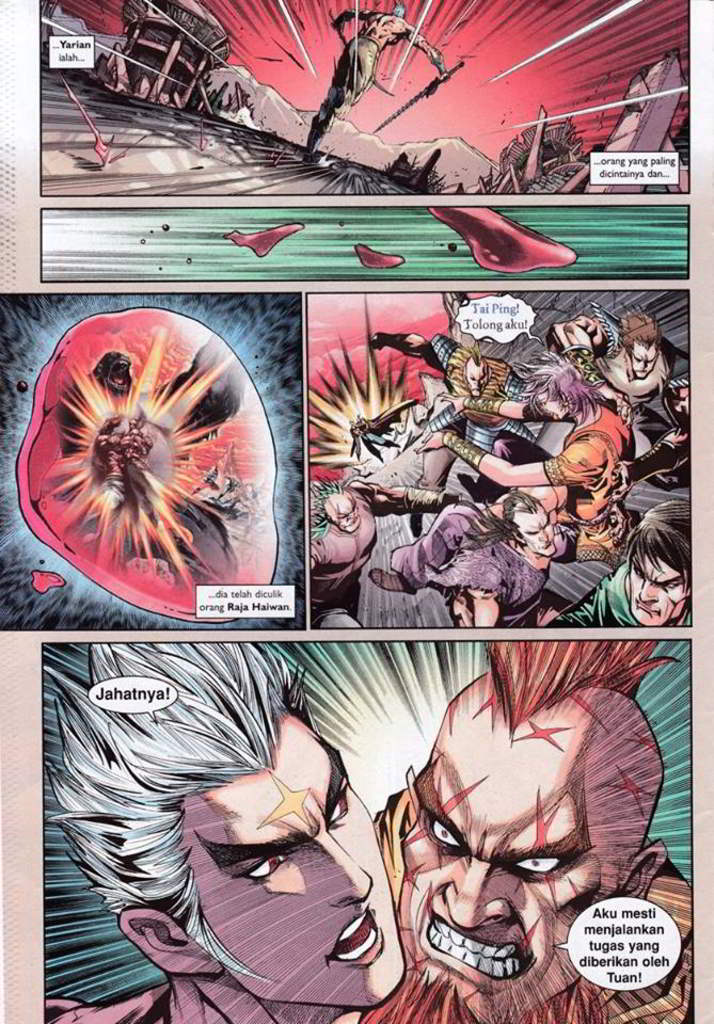 ...Yarian
ialah...
...orang yang paling
dicintainya dan...
...dia telah diculik
orang Raja Haiwan.
Tai Ping!
Tolong aku!
Jahatnya!
Aku mesti
menjalankan
tugas yang
diberikan oleh
Tuan!